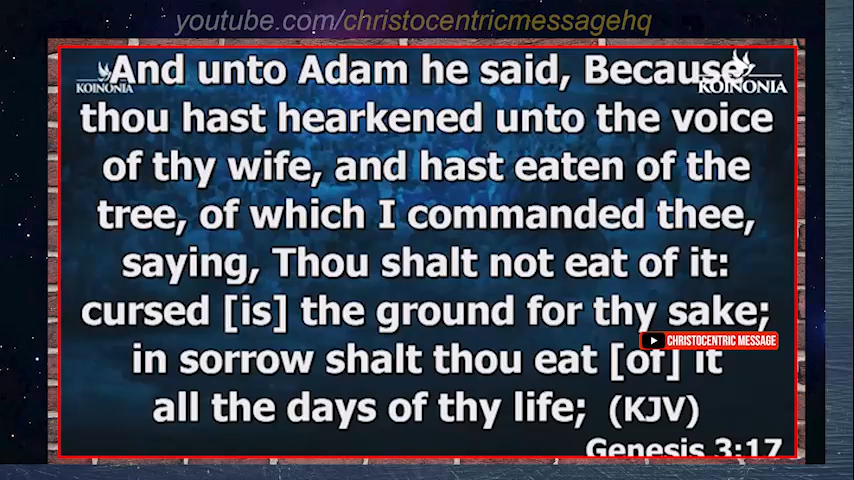 youtube.com/christocentricmessagehq
And unto Adam he said, Because
KOINONIA
KOINONIA
thou hast hearkened unto the voice
of thy wife, and hast eaten of the
tree, of which I commanded thee,
saying, Thou shalt not eat of it:
cursed [is] the ground for thy sake;
CHRISTOCENTRIC MESSAGE
in sorrow shalt thou eat [of] it
all the days of thy life; (KJV)
Genesis 3:17